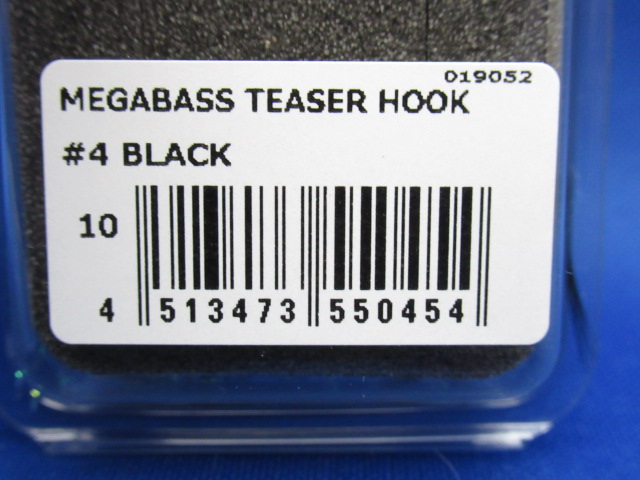 019052
MEGABASS TEASER HOOK
#4 BLACK
10
4 513473 550454